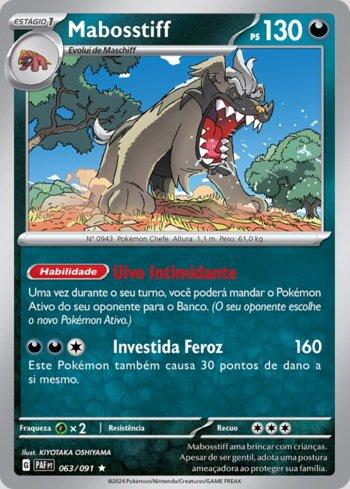 ESTÁGIO 1
Mabosstiff
PS 130
Evolui de Maschiff
Nº 0943 Pokémon Chefe Altura: 1,1 m Peso: 61,0 kg
Habilidade Uivo Intimidante
Uma vez durante o seu turno, você poderá mandar o Pokémon
Ativo do seu oponente para o Banco. (O seu oponente escolhe
o novo Pokémon Ativo.)
Investida Feroz 160
Este Pokémon também causa 30 pontos de dano a
si mesmo.
Fraqueza ×2 Resistência Recuo
Ilust. KIYOTAKA OSHIYAMA
G PAF PT 063/091 ★
Mabosstiff ama brincar com crianças.
Apesar de ser gentil, adota uma postura
ameaçadora ao proteger sua família.
©2024 Pokémon/Nintendo/Creatures/GAME FREAK